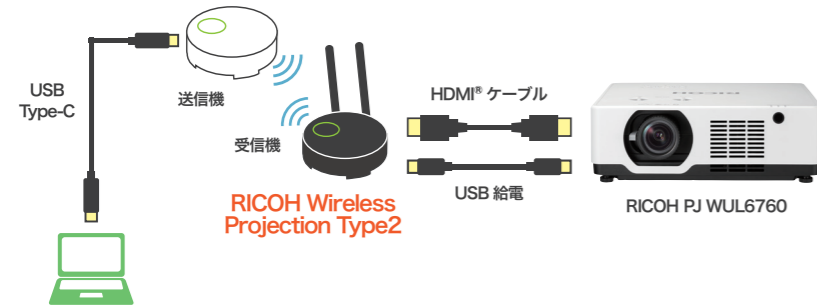 USB
Type-C
送信機
受信機
RICOH Wireless
Projection Type2
HDMI® ケーブル
USB 給電
RICOH
RICOH PJ WUL6760